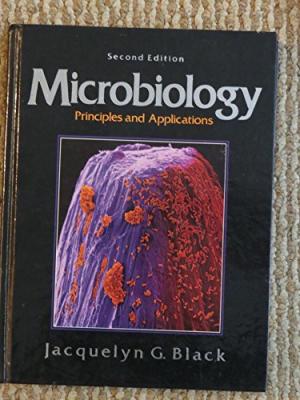 Second Edition
Microbiology
Principles and Applications
Jacquelyn G. Black